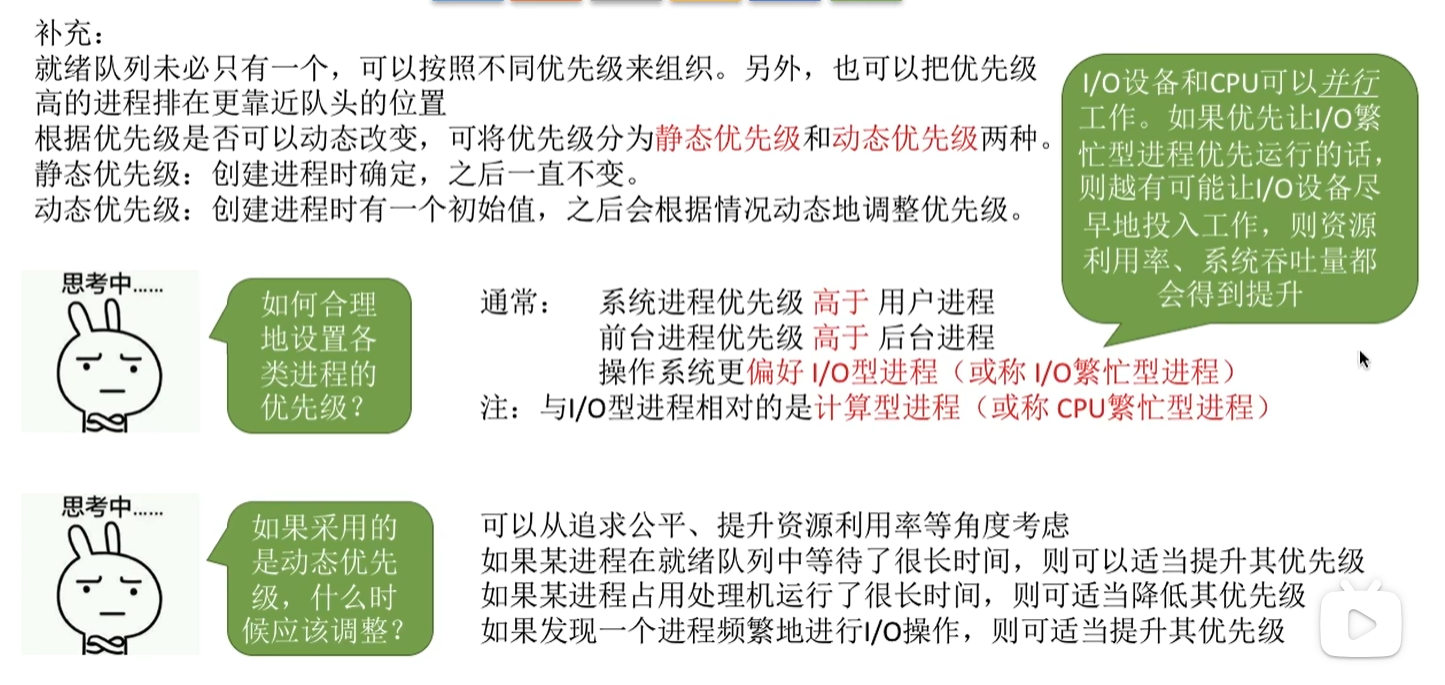 补充：
就绪队列未必只有一个，可以按照不同优先级来组织。另外，也可以把优先级
高的进程排在更靠近队头的位置
根据优先级是否可以动态改变，可将优先级分为静态优先级和动态优先级两种。
静态优先级：创建进程时确定，之后一直不变。
动态优先级：创建进程时有一个初始值，之后会根据情况动态地调整优先级。
I/O设备和CPU可以并行
工作。如果优先让I/O繁
忙型进程优先运行的话，
则越有可能让I/O设备尽
早地投入工作，则资源
利用率、系统吞吐量都
会得到提升
思考中......
如何合理
地设置各
类进程的
优先级？
通常： 系统进程优先级 高于 用户进程
前台进程优先级 高于 后台进程
操作系统更偏好 I/O型进程（或称 I/O繁忙型进程）
注：与I/O型进程相对的是计算型进程（或称 CPU繁忙型进程）
思考中......
如果采用的
是动态优先
级，什么时
候应该调整？
可以从追求公平、提升资源利用率等角度考虑
如果某进程在就绪队列中等待了很长时间，则可以适当提升其优先级
如果某进程占用处理机运行了很长时间，则可适当降低其优先级
如果发现一个进程频繁地进行I/O操作，则可适当提升其优先级